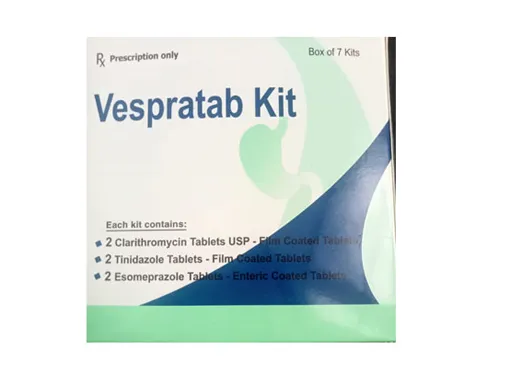 Rx Prescription only
Box of 7 Kits
Vespratab Kit
Each kit contains:
2 Clarithromycin Tablets USP - Film Coated Tablets
2 Tinidazole Tablets - Film Coated Tablets
2 Esomeprazole Tablets - Enteric Coated Tablets